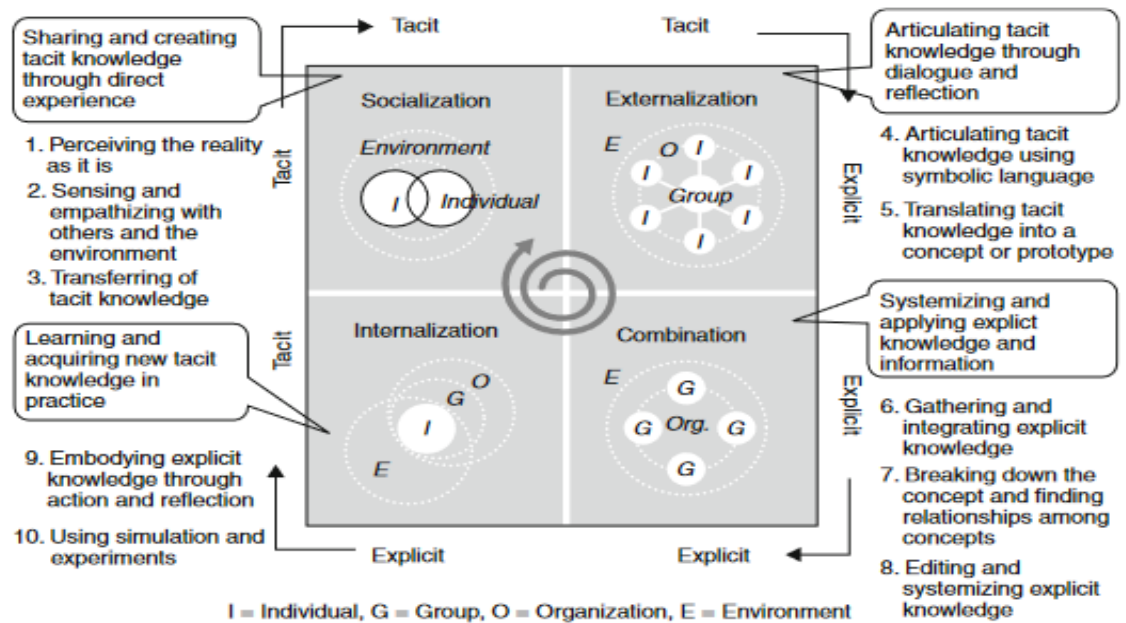 Sharing and creating
tacit knowledge
through direct
experience
Tacit
Tacit
Articulating tacit
knowledge through
dialogue and
reflection
Socialization
Externalization
1. Perceiving the reality
as it is
2. Sensing and
empathizing with
others and the
environment
3. Transferring of
tacit knowledge
Tacit
Environment
I
Individual
E
O
I
I
I
Group
I
I
I
Explicit
4. Articulating tacit
knowledge using
symbolic language
5. Translating tacit
knowledge into a
concept or prototype
Learning and
acquiring new tacit
knowledge in
practice
Tacit
Internalization
O
G
I
E
Combination
E
G
G
Org.
G
G
Systemizing and
applying explict
knowledge and
information
Explicit
9. Embodying explicit
knowledge through
action and reflection
10. Using simulation and
experiments
6. Gathering and
integrating explicit
knowledge
7. Breaking down the
concept and finding
relationships among
concepts
8. Editing and
systemizing explicit
knowledge
Explicit
Explicit
I = Individual, G = Group, O = Organization, E = Environment